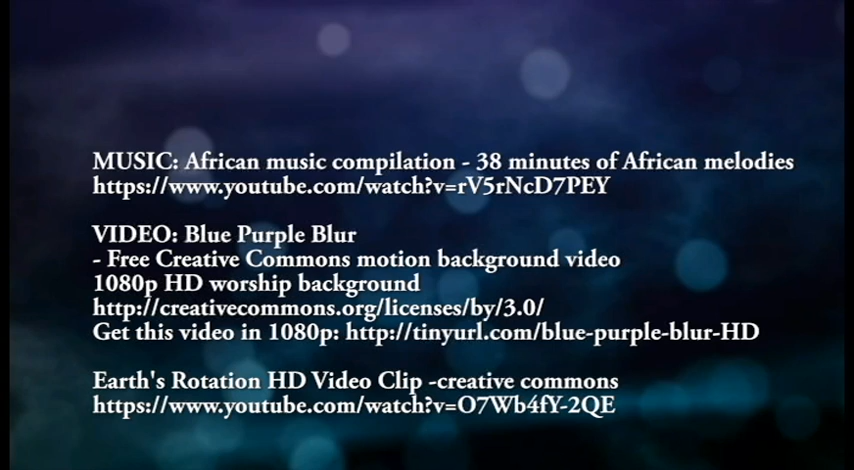 MUSIC: African music compilation - 38 minutes of African melodies
https://www.youtube.com/watch?v=rV5rNcD7PEY
VIDEO: Blue Purple Blur
- Free Creative Commons motion background video
1080p HD worship background
http://creativecommons.org/licenses/by/3.0/
Get this video in 1080p: http://tinyurl.com/blue-purple-blur-HD
Earth's Rotation HD Video Clip -creative commons
https://www.youtube.com/watch?v=O7Wb4fY-2QE